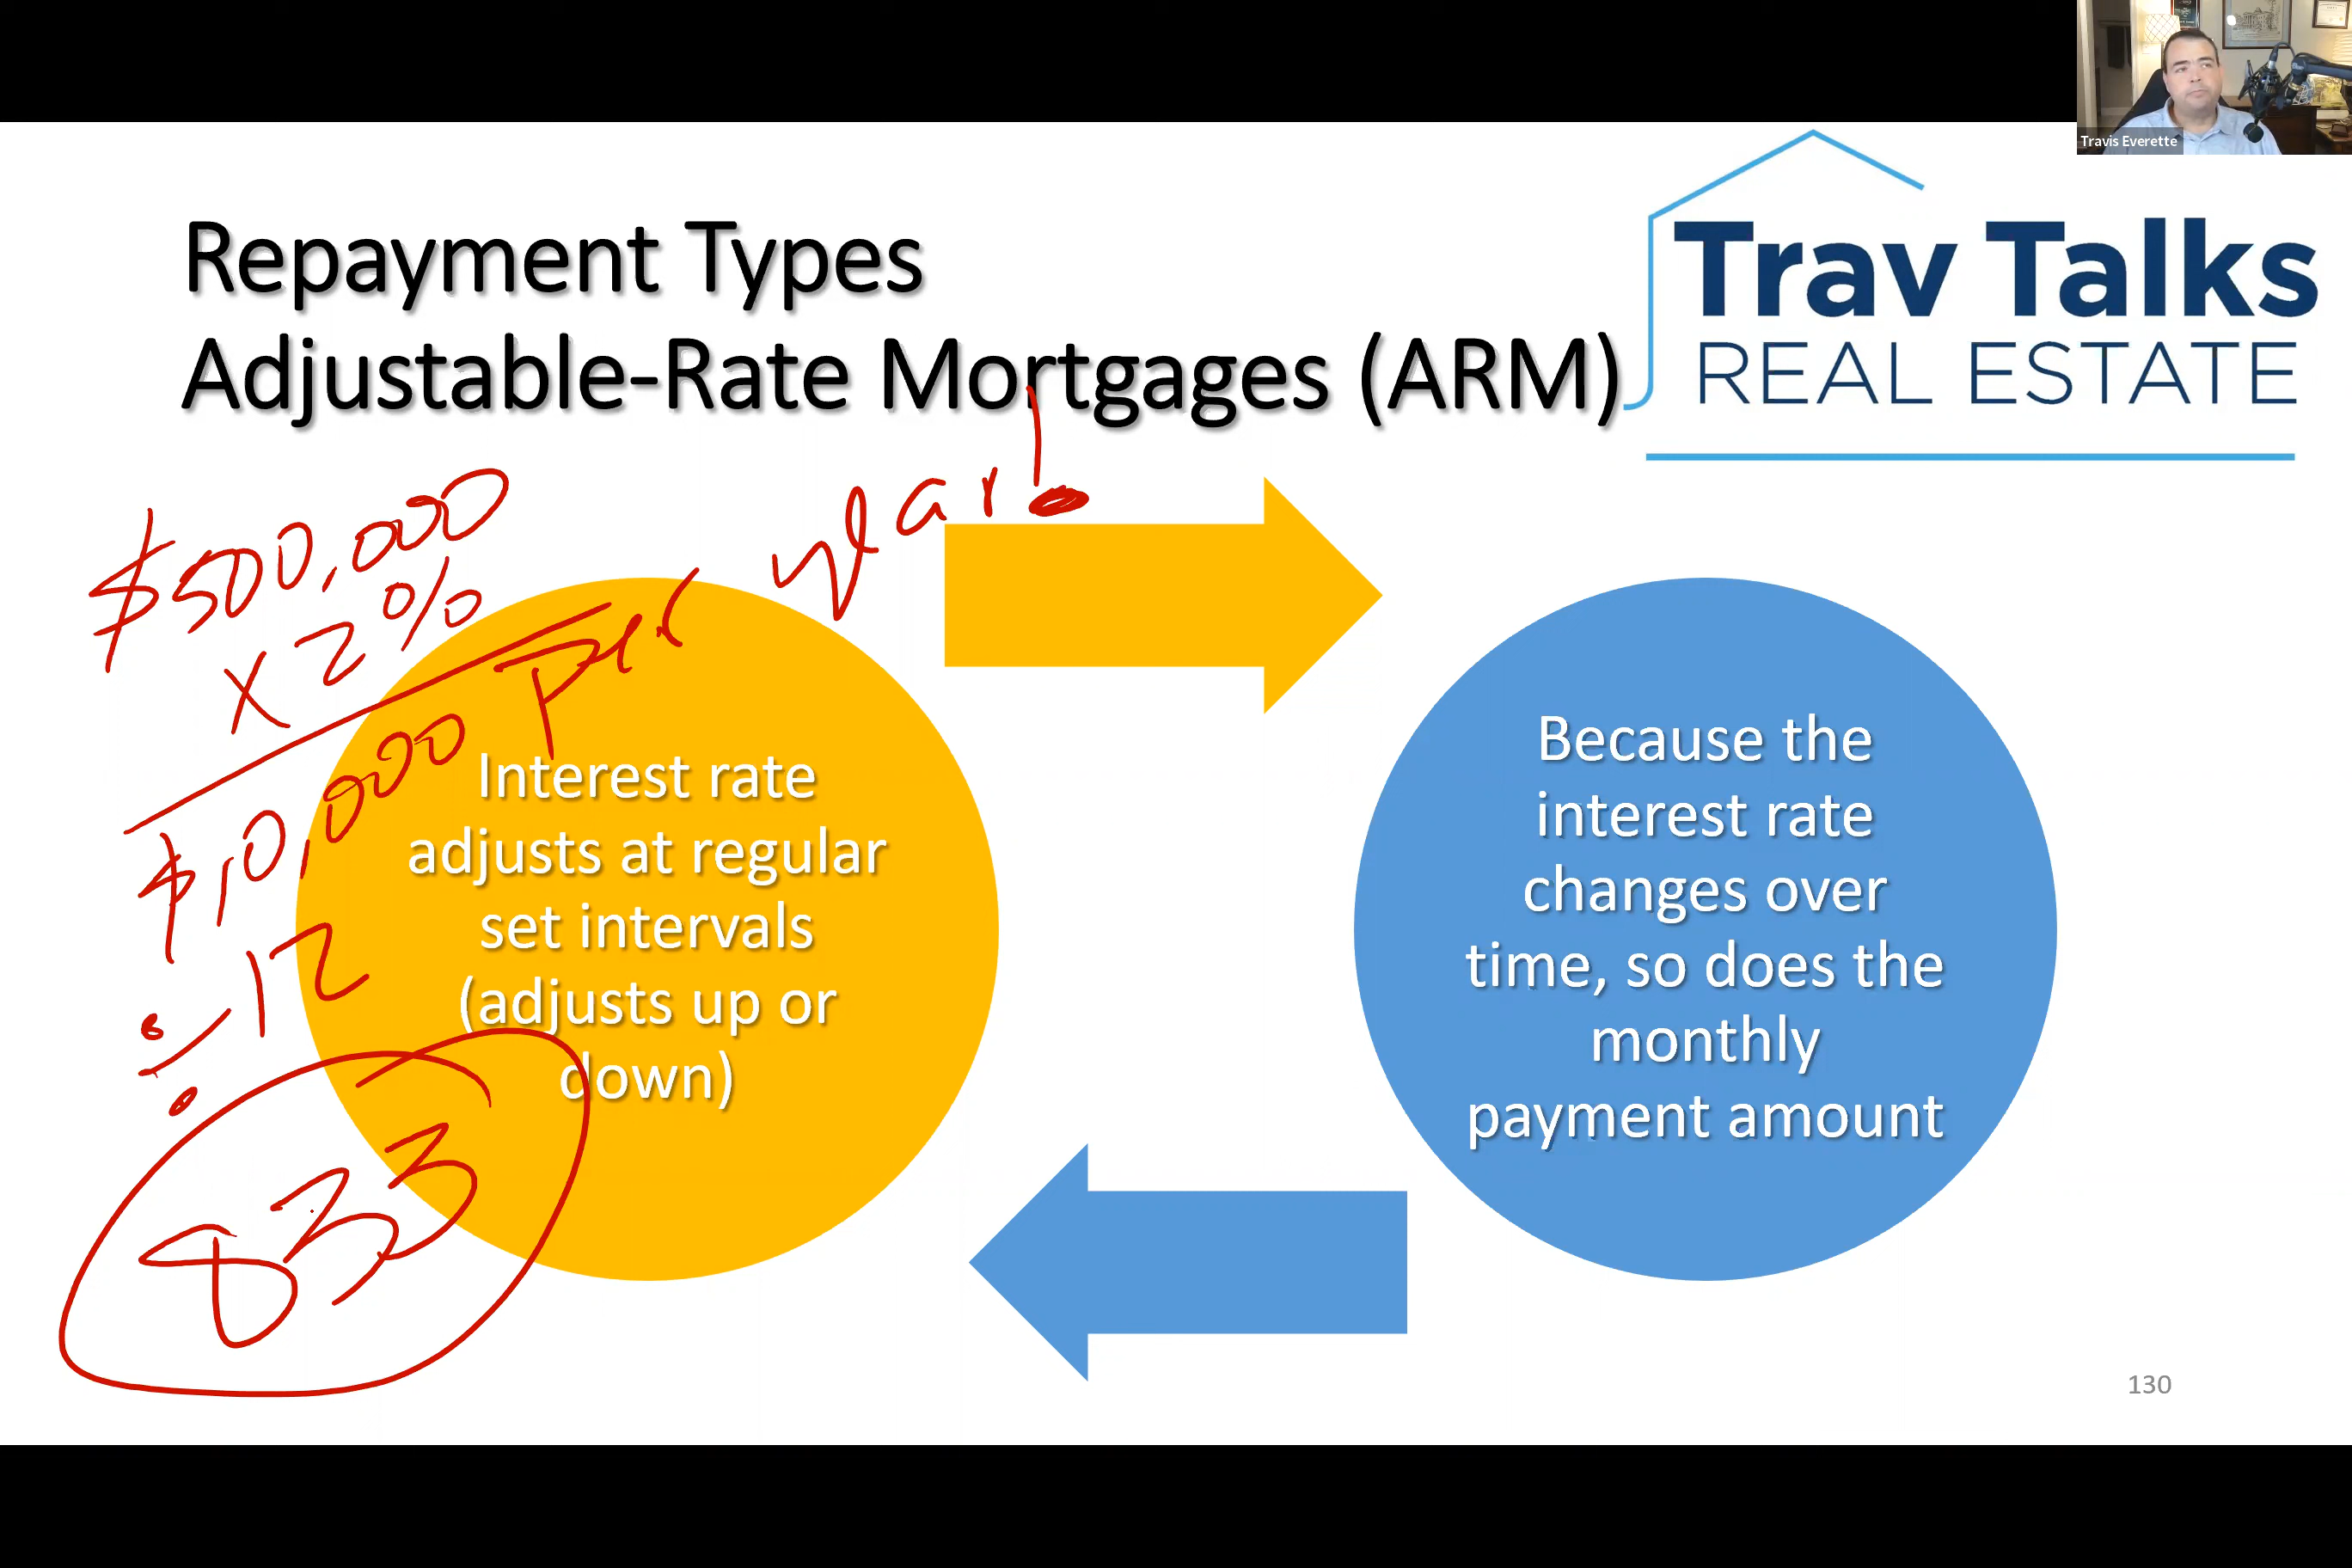 Travis Everette
Trav Talks
REAL ESTATE
Repayment Types
Adjustable-Rate Mortgages (ARM)
$500,000
x 2%
$10,000 per year!
÷ 12
833
Interest rate
adjusts at regular
set intervals
(adjusts up or
down)
Because the
interest rate
changes over
time, so does the
monthly
payment amount
130